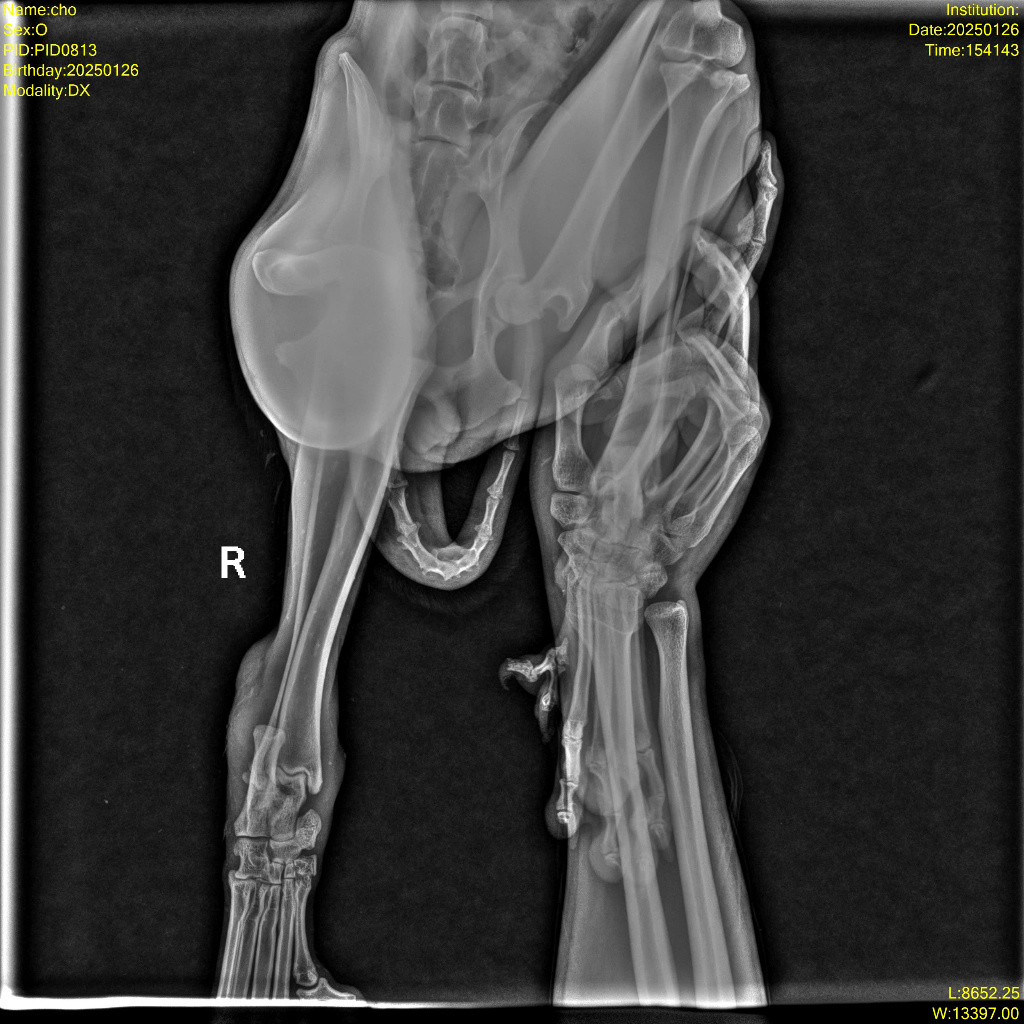 Name:cho
Sex:O
PID:PID0813
Birthday:20250126
Modality:DX
Institution:
Date:20250126
Time:154143
R
L:8652.25
W:13397.00